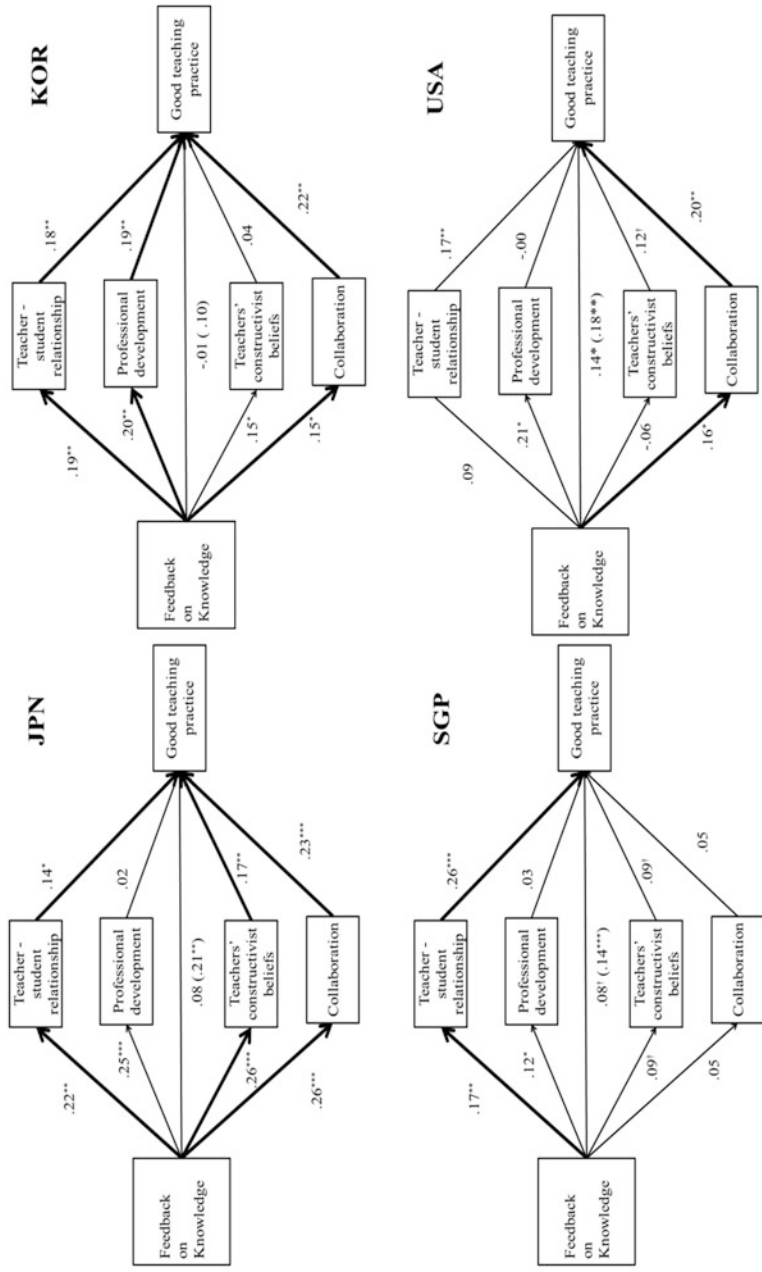 JPN
Feedback
on
Knowledge
Teacher -
student
relationship
Professional
development
Teachers'
constructivist
beliefs
Collaboration
Good teaching
practice
.22**
.25***
.26***
.26***
.14*
.02
.08 (.21**)
.17**
.23***
KOR
Feedback
on
Knowledge
Teacher -
student
relationship
Professional
development
Teachers'
constructivist
beliefs
Collaboration
Good teaching
practice
.19**
.20**
.15*
.15*
.18**
.19**
-.01 ( .10)
.04
.22**
SGP
Feedback
on
Knowledge
Teacher -
student
relationship
Professional
development
Teachers'
constructivist
beliefs
Collaboration
Good teaching
practice
.17**
.12*
.09†
.05
.26***
.03
.08† (.14***)
.09†
.05
USA
Feedback
on
Knowledge
Teacher -
student
relationship
Professional
development
Teachers'
constructivist
beliefs
Collaboration
Good teaching
practice
.09
.21*
-.06
.16*
.17**
-.00
.14* (.18**)
.12†
.20**